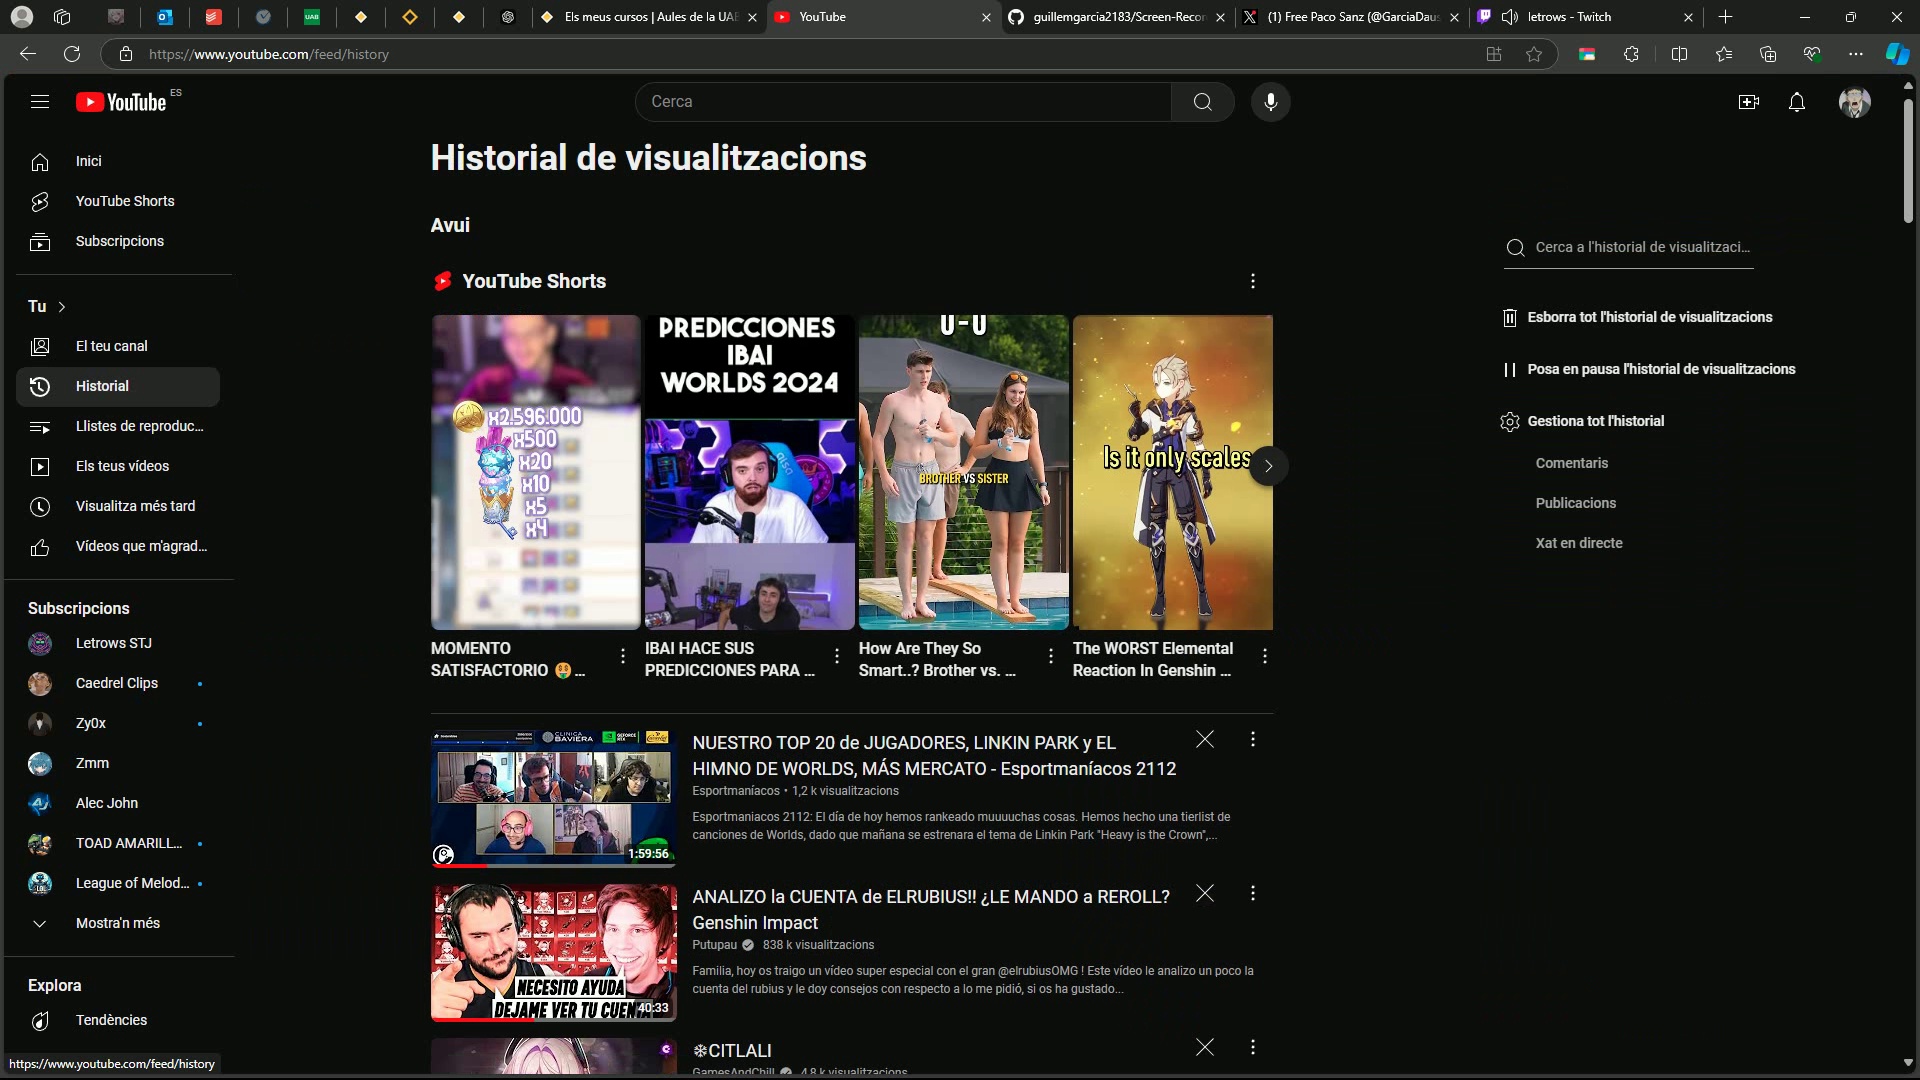 UAB
Els meus cursos | Aules de la UAB
YouTube
guillemgarcia2183/Screen-Recor
(1) Free Paco Sanz (@GarciaDaus
letrows - Twitch
https://www.youtube.com/feed/history
YouTube ES
Cerca
Inici
YouTube Shorts
Subscripcions
Tu
El teu canal
Historial
Llistes de reproduc...
Els teus vídeos
Visualitza més tard
Vídeos que m'agrad...
Subscripcions
Letrows STJ
Caedrel Clips
Zy0x
Zmm
Alec John
TOAD AMARILL...
League of Melod...
Mostra'n més
Explora
Tendències
https://www.youtube.com/feed/history
Historial de visualitzacions
Avui
YouTube Shorts
x2.596.000
x500
x20
x10
x5
x4
MOMENTO
SATISFACTORIO 🤑 ...
PREDICCIONES
IBAI
WORLDS 2024
IBAI HACE SUS
PREDICCIONES PARA ...
0-0
BROTHER VS SISTER
How Are They So
Smart..? Brother vs. ...
Is it only scales
The WORST Elemental
Reaction In Genshin ...
CLINICA
BAVIERA
1:59:56
NUESTRO TOP 20 de JUGADORES, LINKIN PARK y EL
HIMNO DE WORLDS, MÁS MERCATO - Esportmaníacos 2112
Esportmaníacos • 1,2 k visualitzacions
Esportmaniacos 2112: El día de hoy hemos rankeado muuuuchas cosas. Hemos hecho una tierlist de
canciones de Worlds, dado que mañana se estrenara el tema de Linkin Park "Heavy is the Crown",...
NECESITO AYUDA
DEJAME VER TU CUENTA
40:33
ANALIZO la CUENTA de ELRUBIUS!! ¿LE MANDO a REROLL?
Genshin Impact
Putupau 838 k visualitzacions
Familia, hoy os traigo un vídeo super especial con el gran @elrubiusOMG ! Este vídeo le analizo un poco la
cuenta del rubius y le doy consejos con respecto a lo me pidió, si os ha gustado...
❄CITLALI
GamesAndChill 4,8 k visualitzacions
Cerca a l'historial de visualitzaci...
Esborra tot l'historial de visualitzacions
Posa en pausa l'historial de visualitzacions
Gestiona tot l'historial
Comentaris
Publicacions
Xat en directe